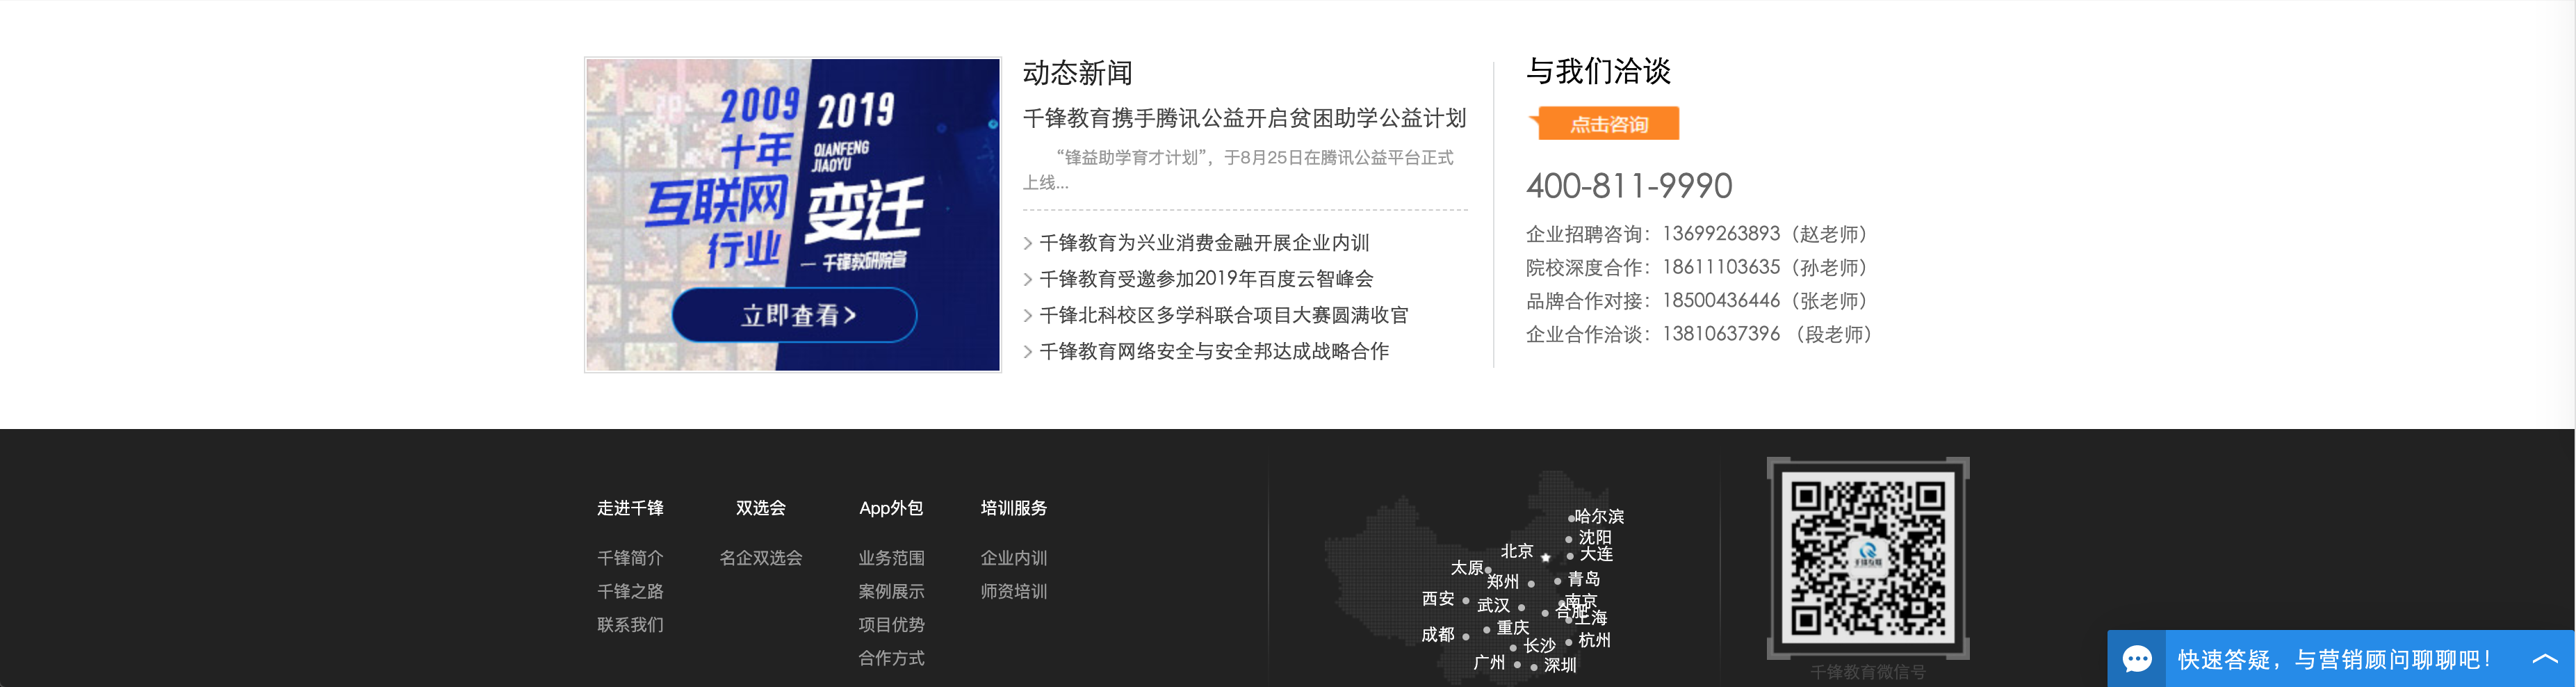 2009
十年
互联网
行业
2019
QIANFENG
JIAOYU
变迁
— 千锋教研院宣
立即查看>
动态新闻
千锋教育携手腾讯公益开启贫困助学公益计划
“锋益助学育才计划”，于8月25日在腾讯公益平台正式
上线...
千锋教育为兴业消费金融开展企业内训
千锋教育受邀参加2019年百度云智峰会
千锋北科校区多学科联合项目大赛圆满收官
千锋教育网络安全与安全邦达成战略合作
与我们洽谈
点击咨询
400-811-9990
企业招聘咨询：13699263893（赵老师）
院校深度合作：18611103635（孙老师）
品牌合作对接：18500436446（张老师）
企业合作洽谈：13810637396 （段老师）
走进千锋
千锋简介
千锋之路
联系我们
双选会
名企双选会
App外包
业务范围
案例展示
项目优势
合作方式
培训服务
企业内训
师资培训
哈尔滨
沈阳
北京
大连
太原
郑州
青岛
西安
武汉
南京
合肥
上海
成都
重庆
杭州
长沙
广州
深圳
千锋互联
千锋教育微信号
快速答疑，与营销顾问聊聊吧！